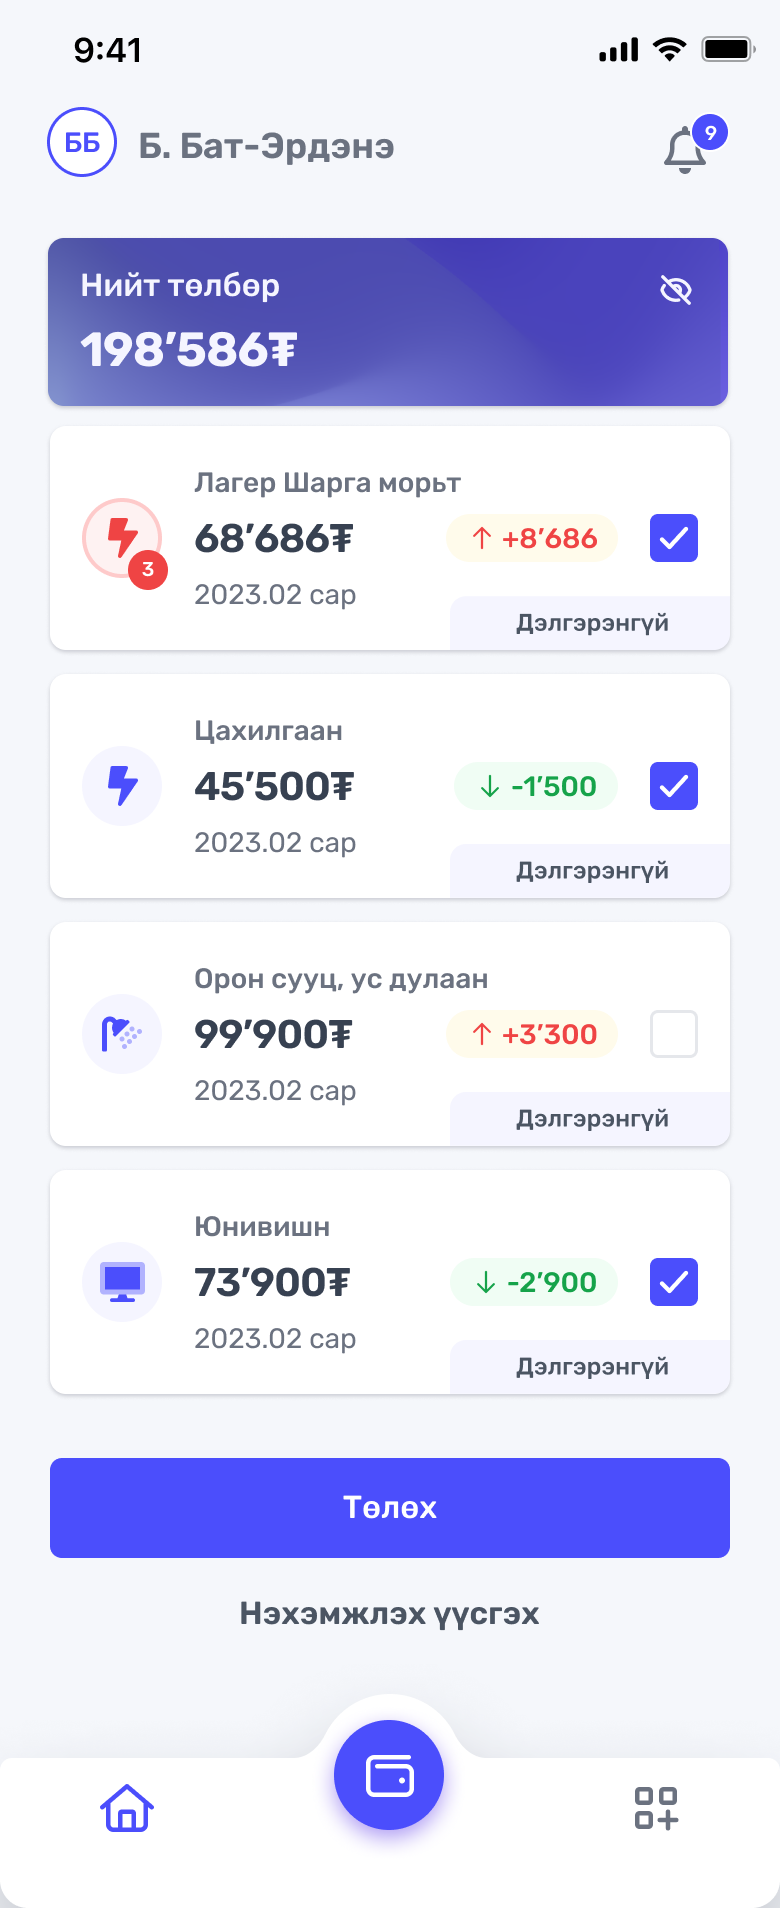 9:41
ББ
Б. Бат-Эрдэнэ
9
Нийт төлбөр
198’586₮
Лагер Шарга морьт
68’686₮
+8’686
3
2023.02 сар
Дэлгэрэнгүй
Цахилгаан
45’500₮
-1’500
2023.02 сар
Дэлгэрэнгүй
Орон сууц, ус дулаан
99’900₮
+3’300
2023.02 сар
Дэлгэрэнгүй
Юнивишн
73’900₮
-2’900
2023.02 сар
Дэлгэрэнгүй
Төлөх
Нэхэмжлэх үүсгэх